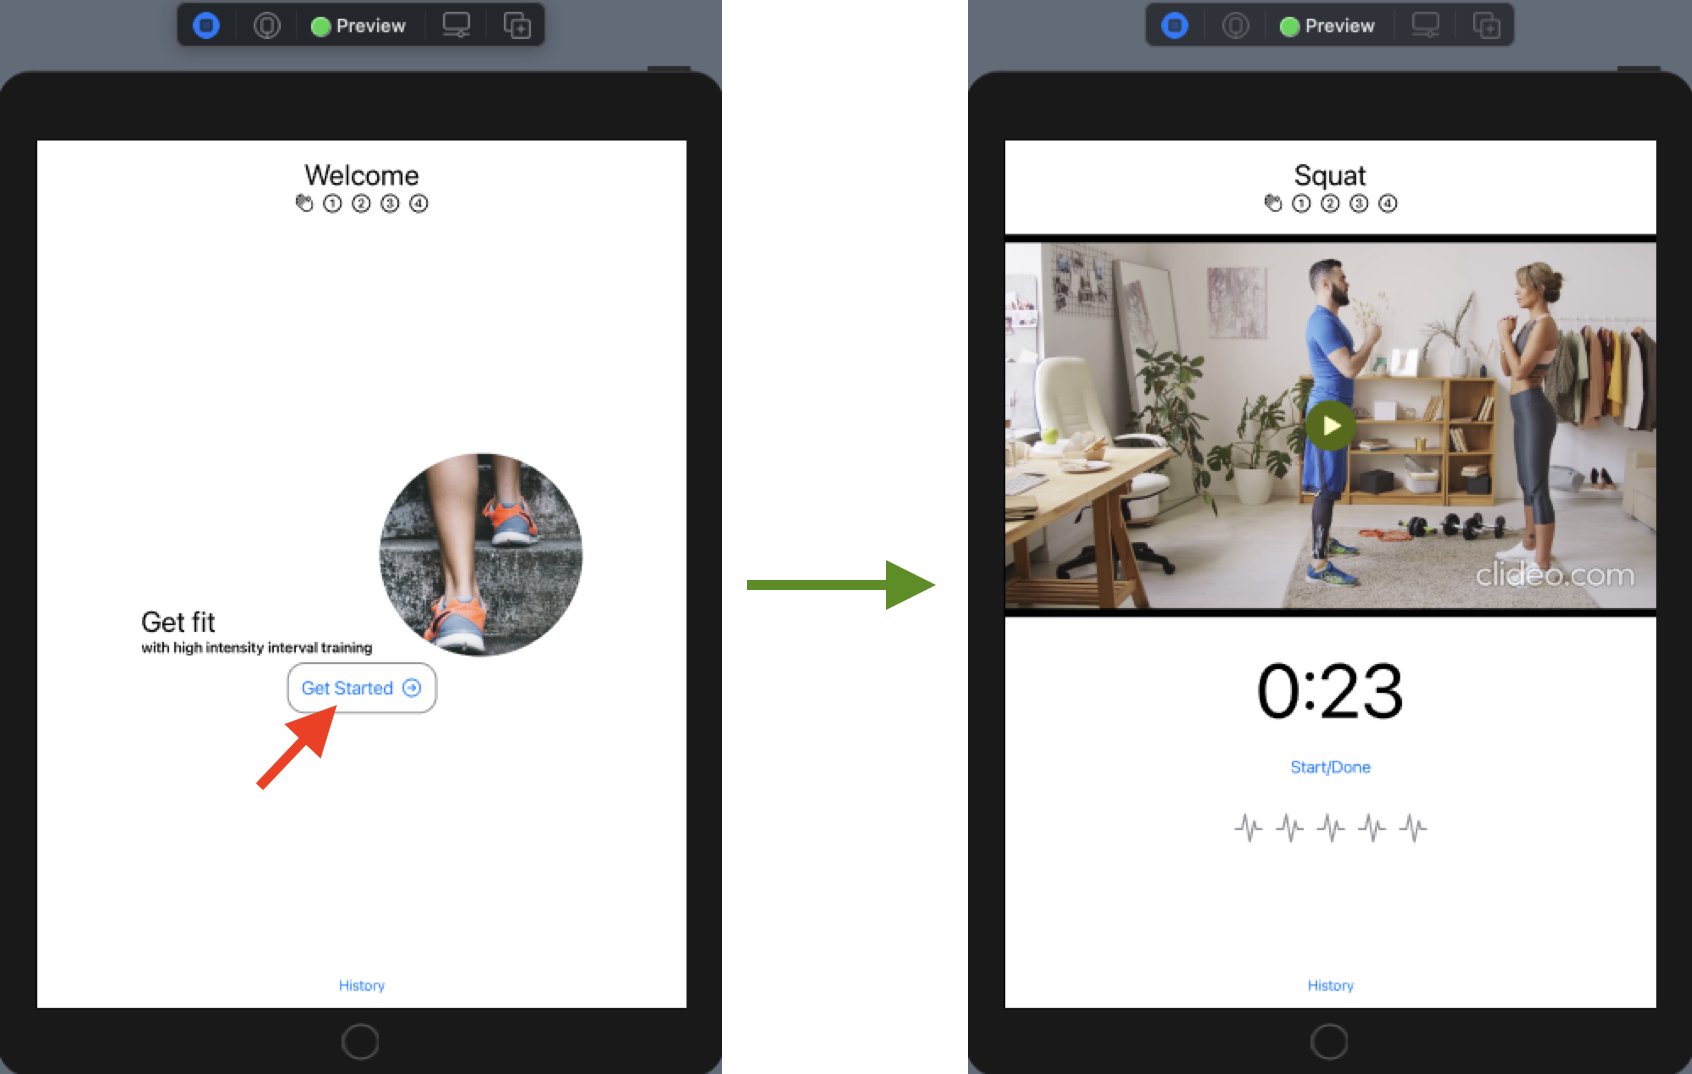 Preview
Welcome
1 2 3 4
Get fit
with high intensity interval training
Get Started
History
Preview
Squat
1 2 3 4
clideo.com
0:23
Start/Done
History